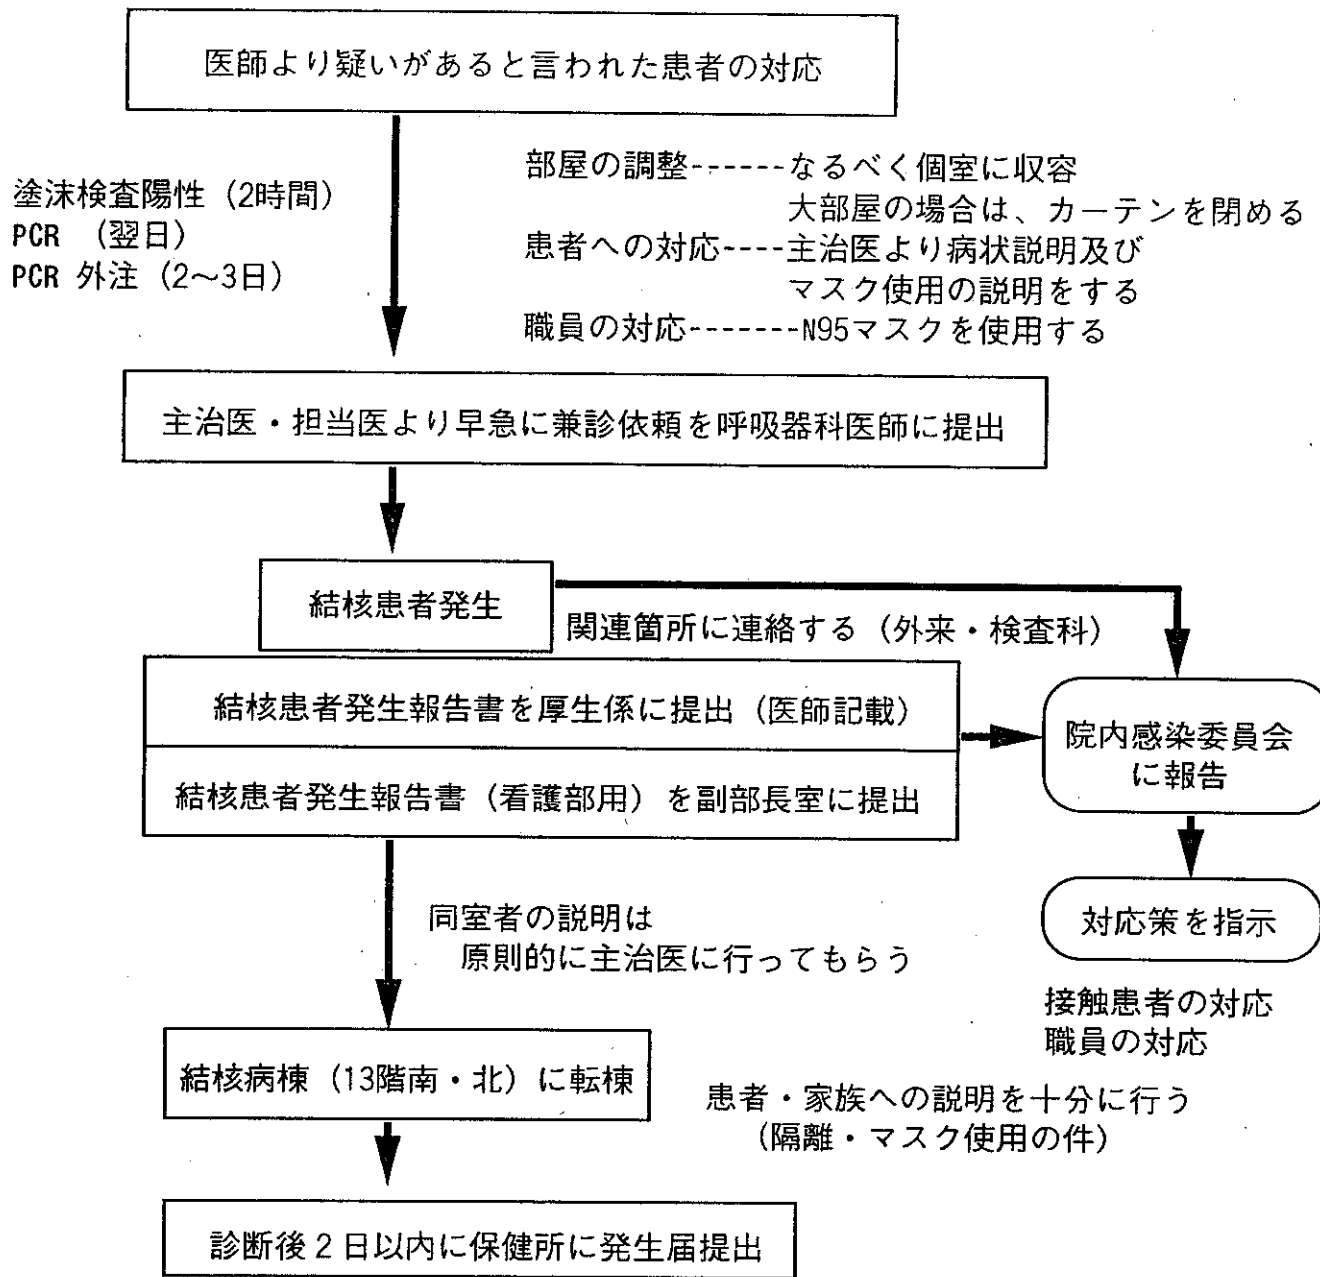 医師より疑いがあると言われた患者の対応
塗沫検査陽性（2時間）
PCR （翌日）
PCR 外注（2〜3日）
部屋の調整------なるべく個室に収容
大部屋の場合は、カーテンを閉める
患者への対応----主治医より病状説明及び
マスク使用の説明をする
職員の対応-------N95マスクを使用する
主治医・担当医より早急に兼診依頼を呼吸器科医師に提出
結核患者発生
関連箇所に連絡する（外来・検査科）
結核患者発生報告書を厚生係に提出（医師記載）
結核患者発生報告書（看護部用）を副部長室に提出
院内感染委員会
に報告
対応策を指示
接触患者の対応
職員の対応
同室者の説明は
原則的に主治医に行ってもらう
結核病棟（13階南・北）に転棟
患者・家族への説明を十分に行う
（隔離・マスク使用の件）
診断後２日以内に保健所に発生届提出